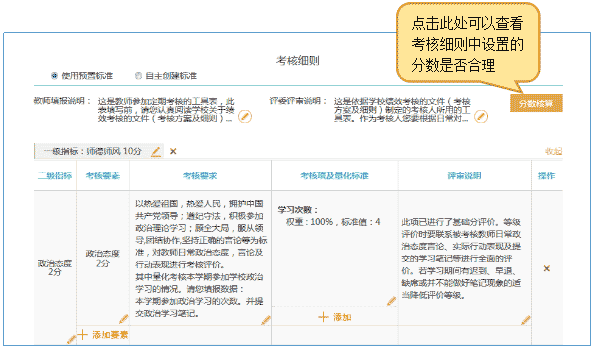 点击此处可以查看
考核细则中设置的
分数是否合理
考核细则
使用预置标准 自主创建标准
教师填报说明： 这是教师参加定期考核的工具表，此
表填写前，请您认真阅读学校关于绩
效考核的文件（考核方案及细则）...
评委评审说明： 这是依据学校绩效考核的文件（考核
方案及细则）制定的考核人所用的工
具表。作为考核人您要根据日常对...
分数核算
一级指标：师德师风 10分
收起
二级指标 考核要素 考核要求 考核项及量化标准 评审说明 操作
政治态度
2分
政治态度
2分
添加要素
以热爱祖国，热爱人民，拥护中国
共产党领导；遵纪守法，积极参加
政治理论学习；顾全大局，服从领
导,团结协作,坚持正确的言论等为标
准，对教师日常政治态度，言论及
行动表现进行考核评价。
其中量化考核本学期参加学校政治
学习的情况。请您填报数据：
本学期参加政治学习的次数。并提
交政治学习笔记。
学习次数：
权重：100%，标准值：4
添加
此项已进行了基础分评价。等级
评价时要联系被考核教师日常政
治态度言论、实际行动表现及提
交的学习笔记等进行全面的评
价。若学习期间有迟到、早退、
缺席或并不能做好笔记现象的适
当降低评价等级。